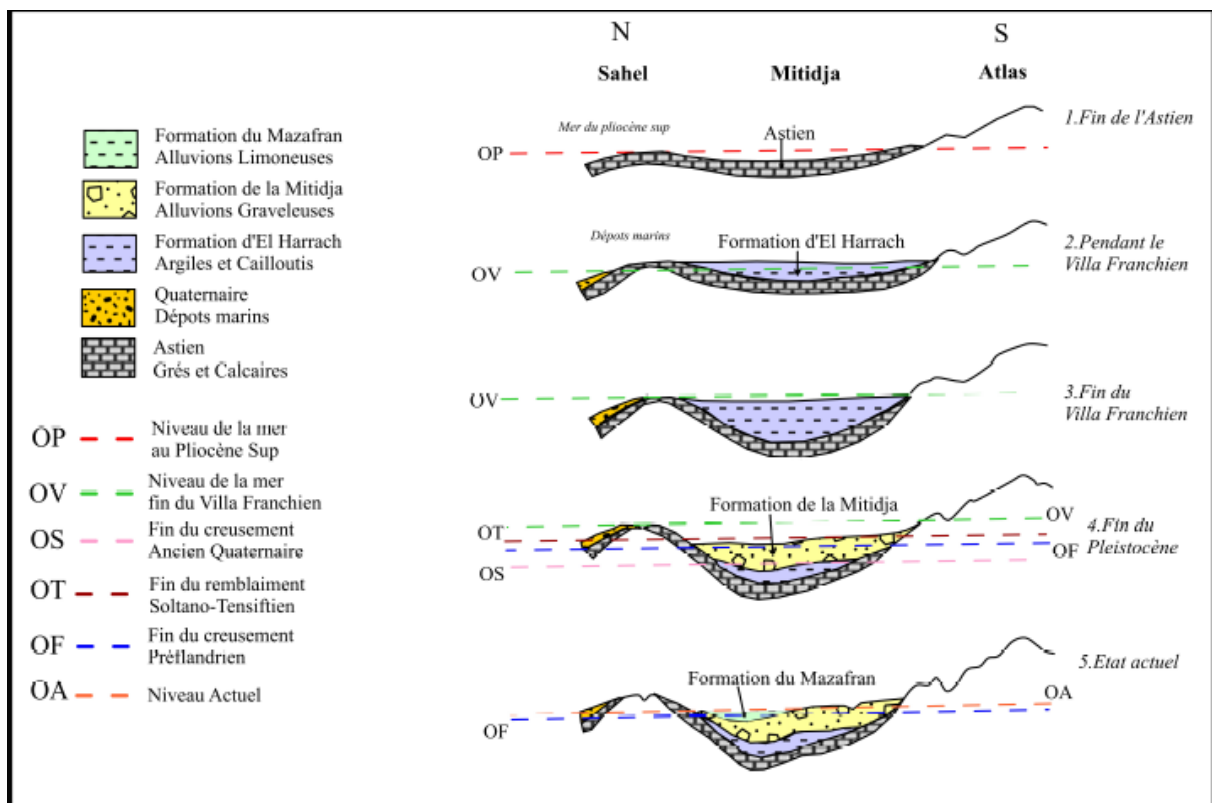 N
S
Sahel
Mitidja
Atlas
Formation du Mazafran
Alluvions Limoneuses
Formation de la Mitidja
Alluvions Graveleuses
Formation d'El Harrach
Argiles et Cailloutis
Quaternaire
Dépots marins
Astien
Grés et Calcaires
OP
Niveau de la mer
au Pliocène Sup
OV
Niveau de la mer
fin du Villa Franchien
OS
Fin du creusement
Ancien Quaternaire
OT
Fin du remblaiment
Soltano-Tensiftien
OF
Fin du creusement
Préflandrien
OA
Niveau Actuel
Mer du pliocène sup
Astien
1.Fin de l'Astien
OP
Dépots marins
Formation d'El Harrach
2.Pendant le
Villa Franchien
OV
OV
3.Fin du
Villa Franchien
Formation de la Mitidja
OV
OT
4.Fin du
Pleistocène
OF
OS
Formation du Mazafran
5.Etat actuel
OA
OF